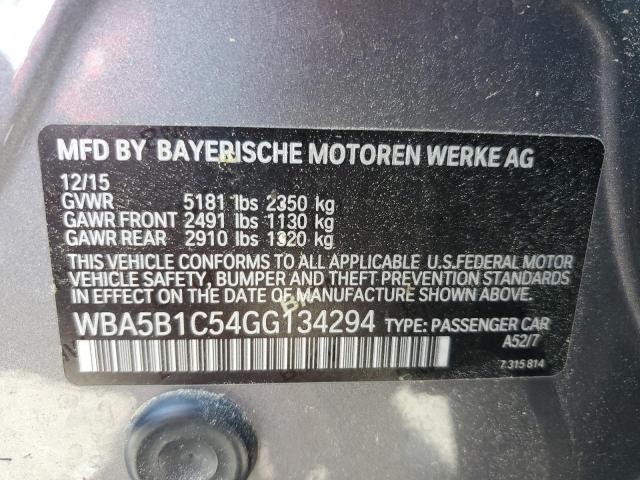 MFD BY BAYERISCHE MOTOREN WERKE AG
12/15
GVWR 5181 lbs 2350 kg
GAWR FRONT 2491 lbs 1130 kg
GAWR REAR 2910 lbs 1320 kg
THIS VEHICLE CONFORMS TO ALL APPLICABLE U.S.FEDERAL MOTOR
VEHICLE SAFETY, BUMPER AND THEFT PREVENTION STANDARDS
IN EFFECT ON THE DATE OF MANUFACTURE SHOWN ABOVE.
WBA5B1C54GG134294 TYPE: PASSENGER CAR
A52/7
7 315 814